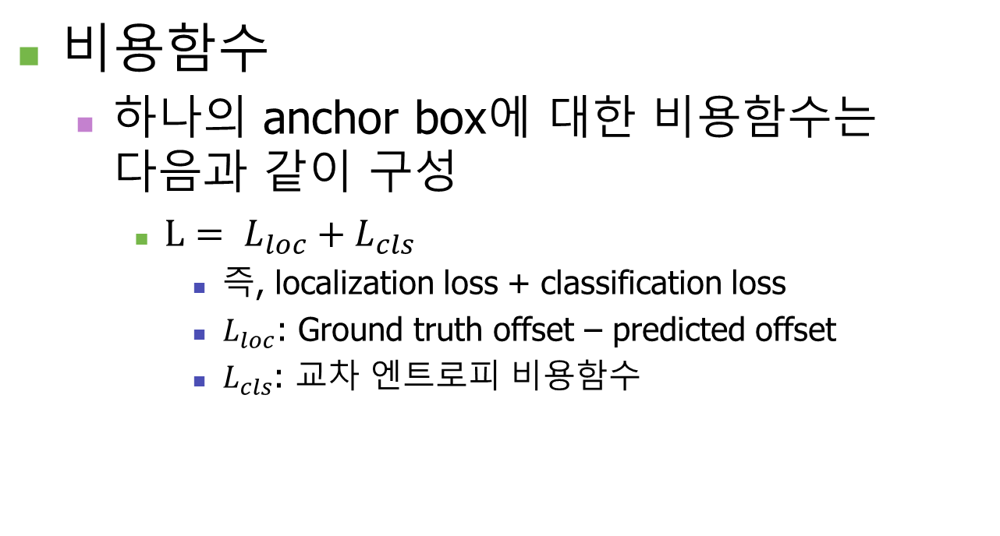 비용함수
하나의 anchor box에 대한 비용함수는
다음과 같이 구성
L = L_{loc} + L_{cls}
즉, localization loss + classification loss
L_{loc}: Ground truth offset – predicted offset
L_{cls}: 교차 엔트로피 비용함수